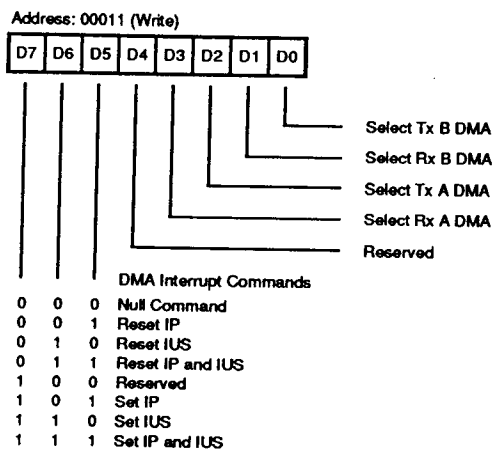 Address: 00011 (Write)
D7 D6 D5 D4 D3 D2 D1 D0
Select Tx B DMA
Select Rx B DMA
Select Tx A DMA
Select Rx A DMA
Reserved
DMA Interrupt Commands
0 0 0 Null Command
0 0 1 Reset IP
0 1 0 Reset IUS
0 1 1 Reset IP and IUS
1 0 0 Reserved
1 0 1 Set IP
1 1 0 Set IUS
1 1 1 Set IP and IUS